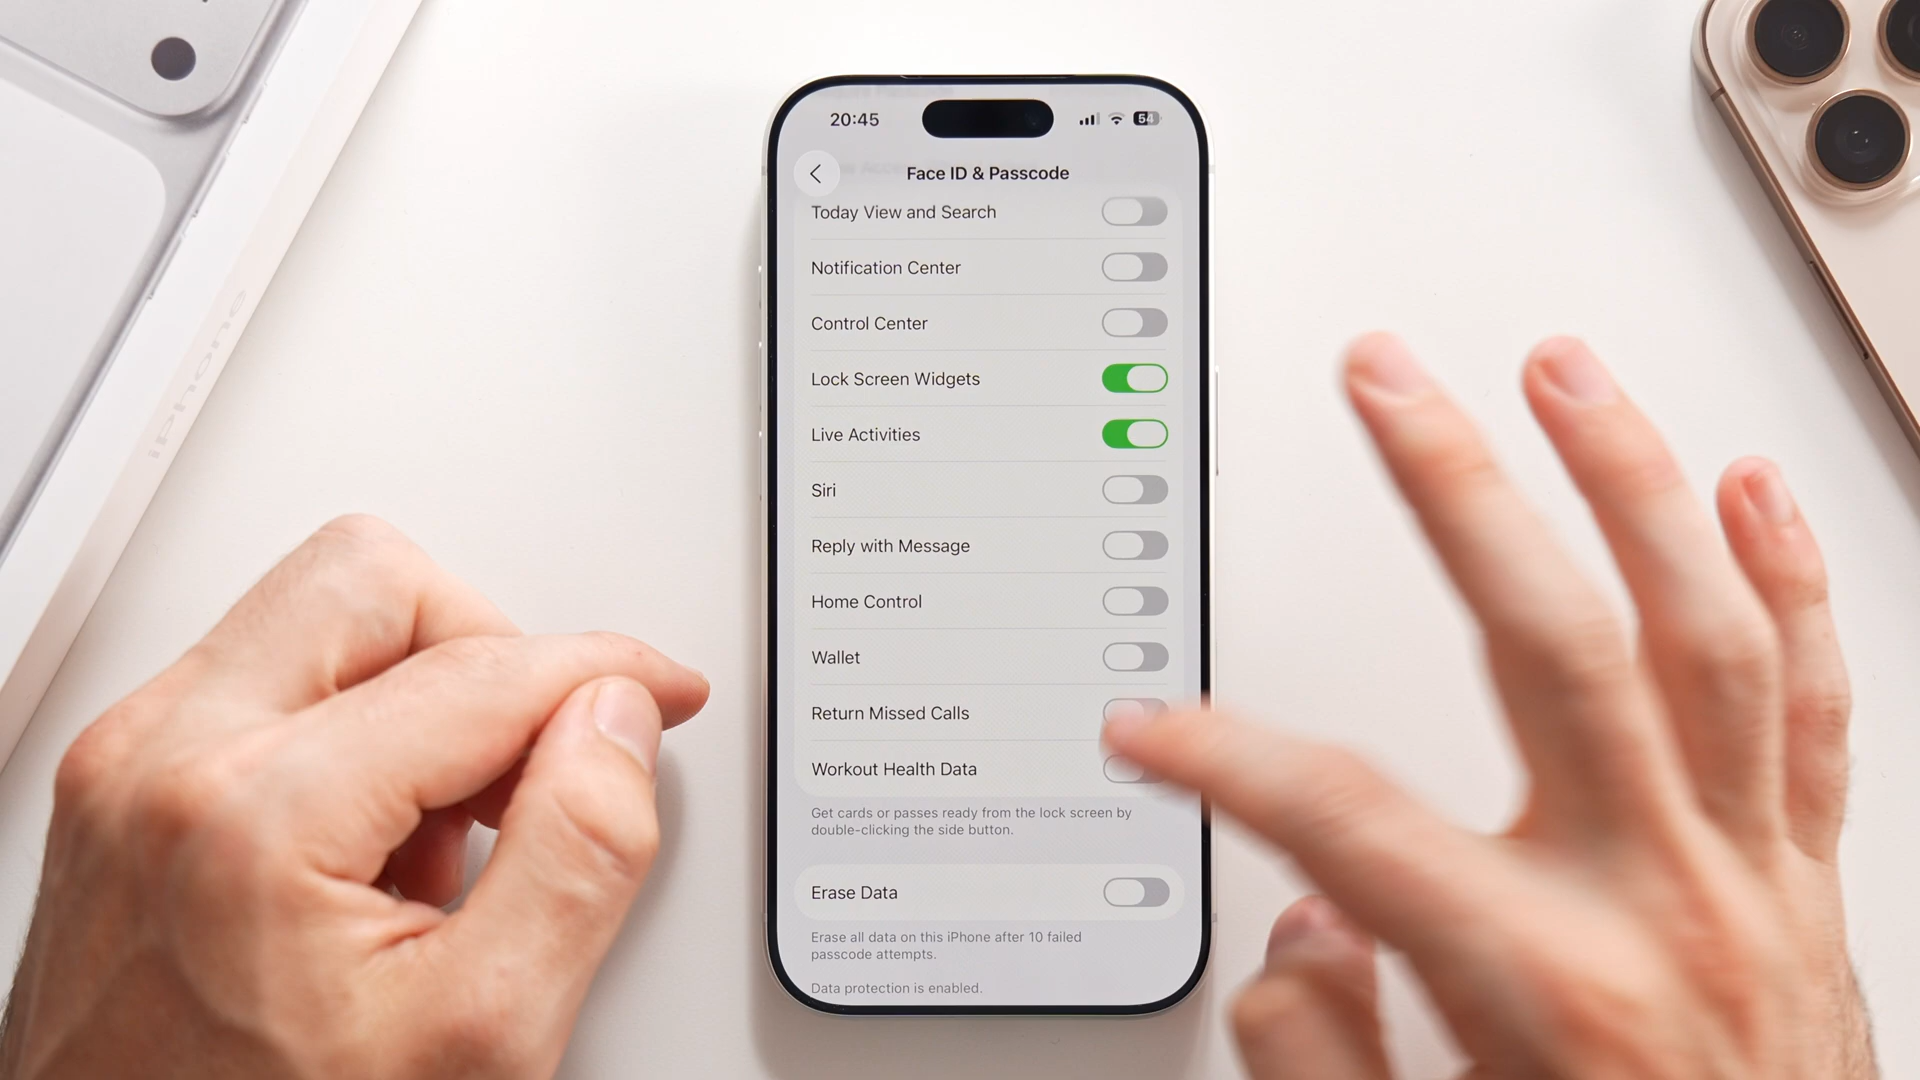 20:45
54
Face ID & Passcode
Today View and Search
Notification Center
Control Center
Lock Screen Widgets
Live Activities
Siri
Reply with Message
Home Control
Wallet
Return Missed Calls
Workout Health Data
Get cards or passes ready from the lock screen by
double-clicking the side button.
Erase Data
Erase all data on this iPhone after 10 failed
passcode attempts.
Data protection is enabled.
iPhone